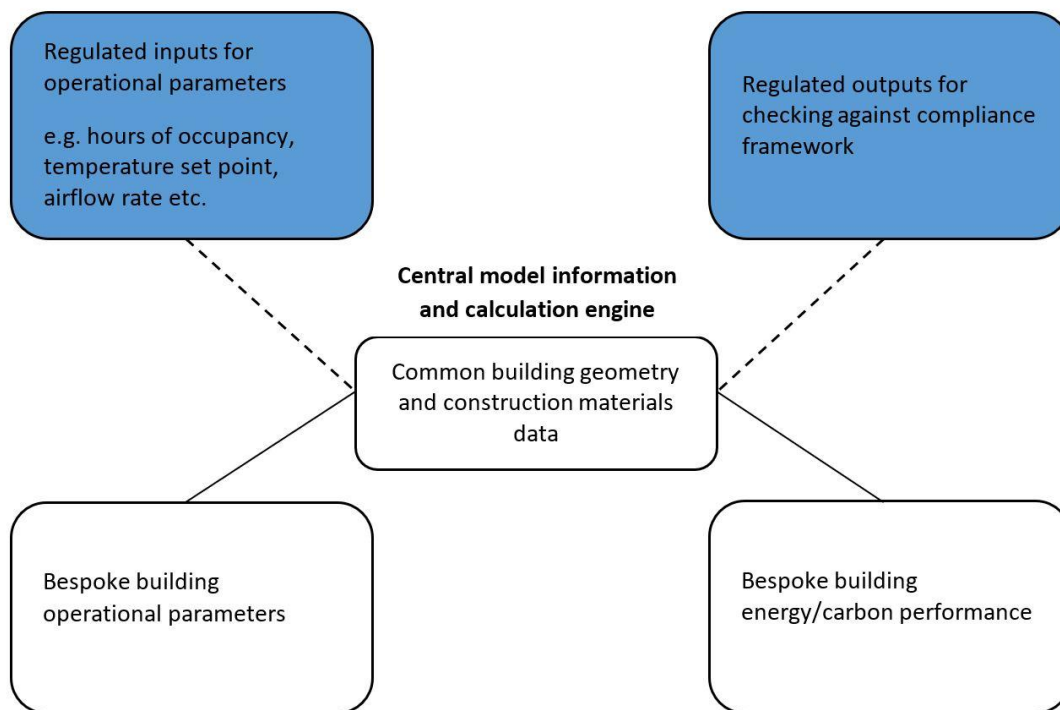 Regulated inputs for
operational parameters
e.g. hours of occupancy,
temperature set point,
airflow rate etc.
Regulated outputs for
checking against compliance
framework
Central model information
and calculation engine
Common building geometry
and construction materials
data
Bespoke building
operational parameters
Bespoke building
energy/carbon performance